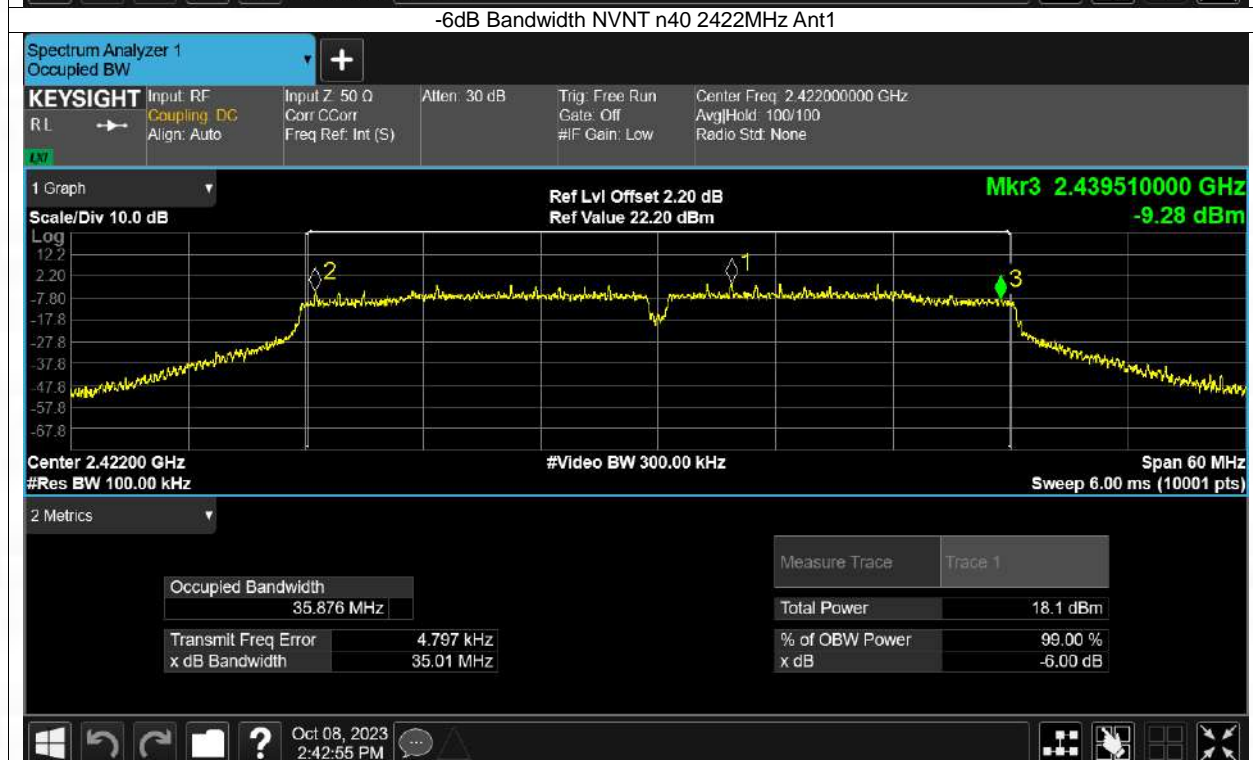 -6dB Bandwidth NVNT n40 2422MHz Ant1
Spectrum Analyzer 1
Occupied BW
+
KEYSIGHT Input: RF Input Z: 50 Ω Atten: 30 dB Trig: Free Run Center Freq: 2.422000000 GHz
RL Coupling: DC Corr CCorr Gate: Off Avg|Hold: 100/100
Align: Auto Freq Ref: Int (S) #IF Gain: Low Radio Std: None
LXI
1 Graph Ref Lvl Offset 2.20 dB Mkr3 2.439510000 GHz
Scale/Div 10.0 dB Ref Value 22.20 dBm -9.28 dBm
Log
12.2
2.20
-7.80
-17.8
-27.8
-37.8
-47.8
-57.8
-67.8
2
1
3
Center 2.42200 GHz #Video BW 300.00 kHz Span 60 MHz
#Res BW 100.00 kHz Sweep 6.00 ms (10001 pts)
2 Metrics
Measure Trace Trace 1
Occupied Bandwidth
35.876 MHz Total Power 18.1 dBm
Transmit Freq Error 4.797 kHz % of OBW Power 99.00 %
x dB Bandwidth 35.01 MHz x dB -6.00 dB
? Oct 08, 2023
2:42:55 PM